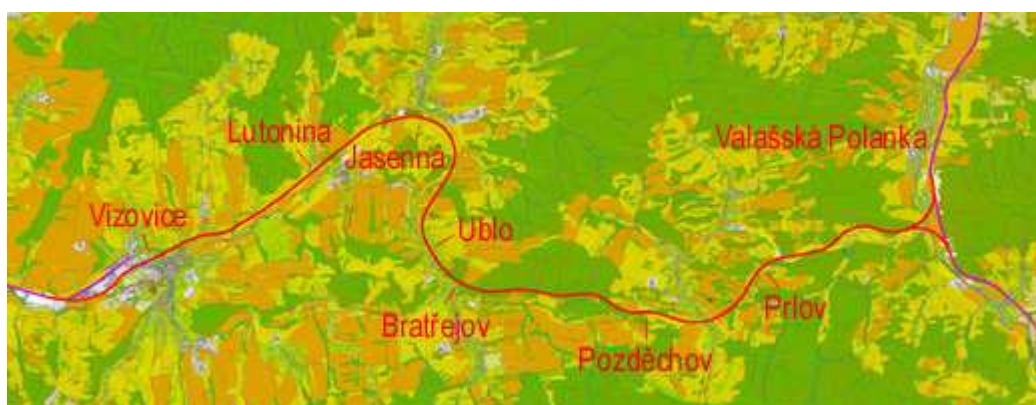 Lutonina
Jasenná
Valašská Polanka
Vizovice
Ublo
Bratřejov
Prlov
Pozděchov